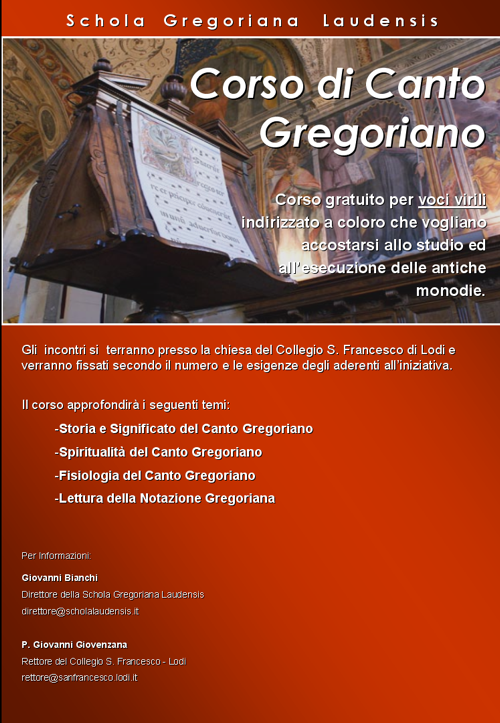 Schola Gregoriana Laudensis
Corso di Canto
Gregoriano
Corso gratuito per voci virili
indirizzato a coloro che vogliano
accostarsi allo studio ed
all'esecuzione delle antiche
monodie.
Gli incontri si terranno presso la chiesa del Collegio S. Francesco di Lodi e
verranno fissati secondo il numero e le esigenze degli aderenti all'iniziativa.
Il corso approfondirà i seguenti temi:
-Storia e Significato del Canto Gregoriano
-Spiritualità del Canto Gregoriano
-Fisiologia del Canto Gregoriano
-Lettura della Notazione Gregoriana
Per Informazioni:
Giovanni Bianchi
Direttore della Schola Gregoriana Laudensis
direttore@scholalaudensis.it
P. Giovanni Giovenzana
Rettore del Collegio S. Francesco - Lodi
rettore@sanfrancesco.lodi.it